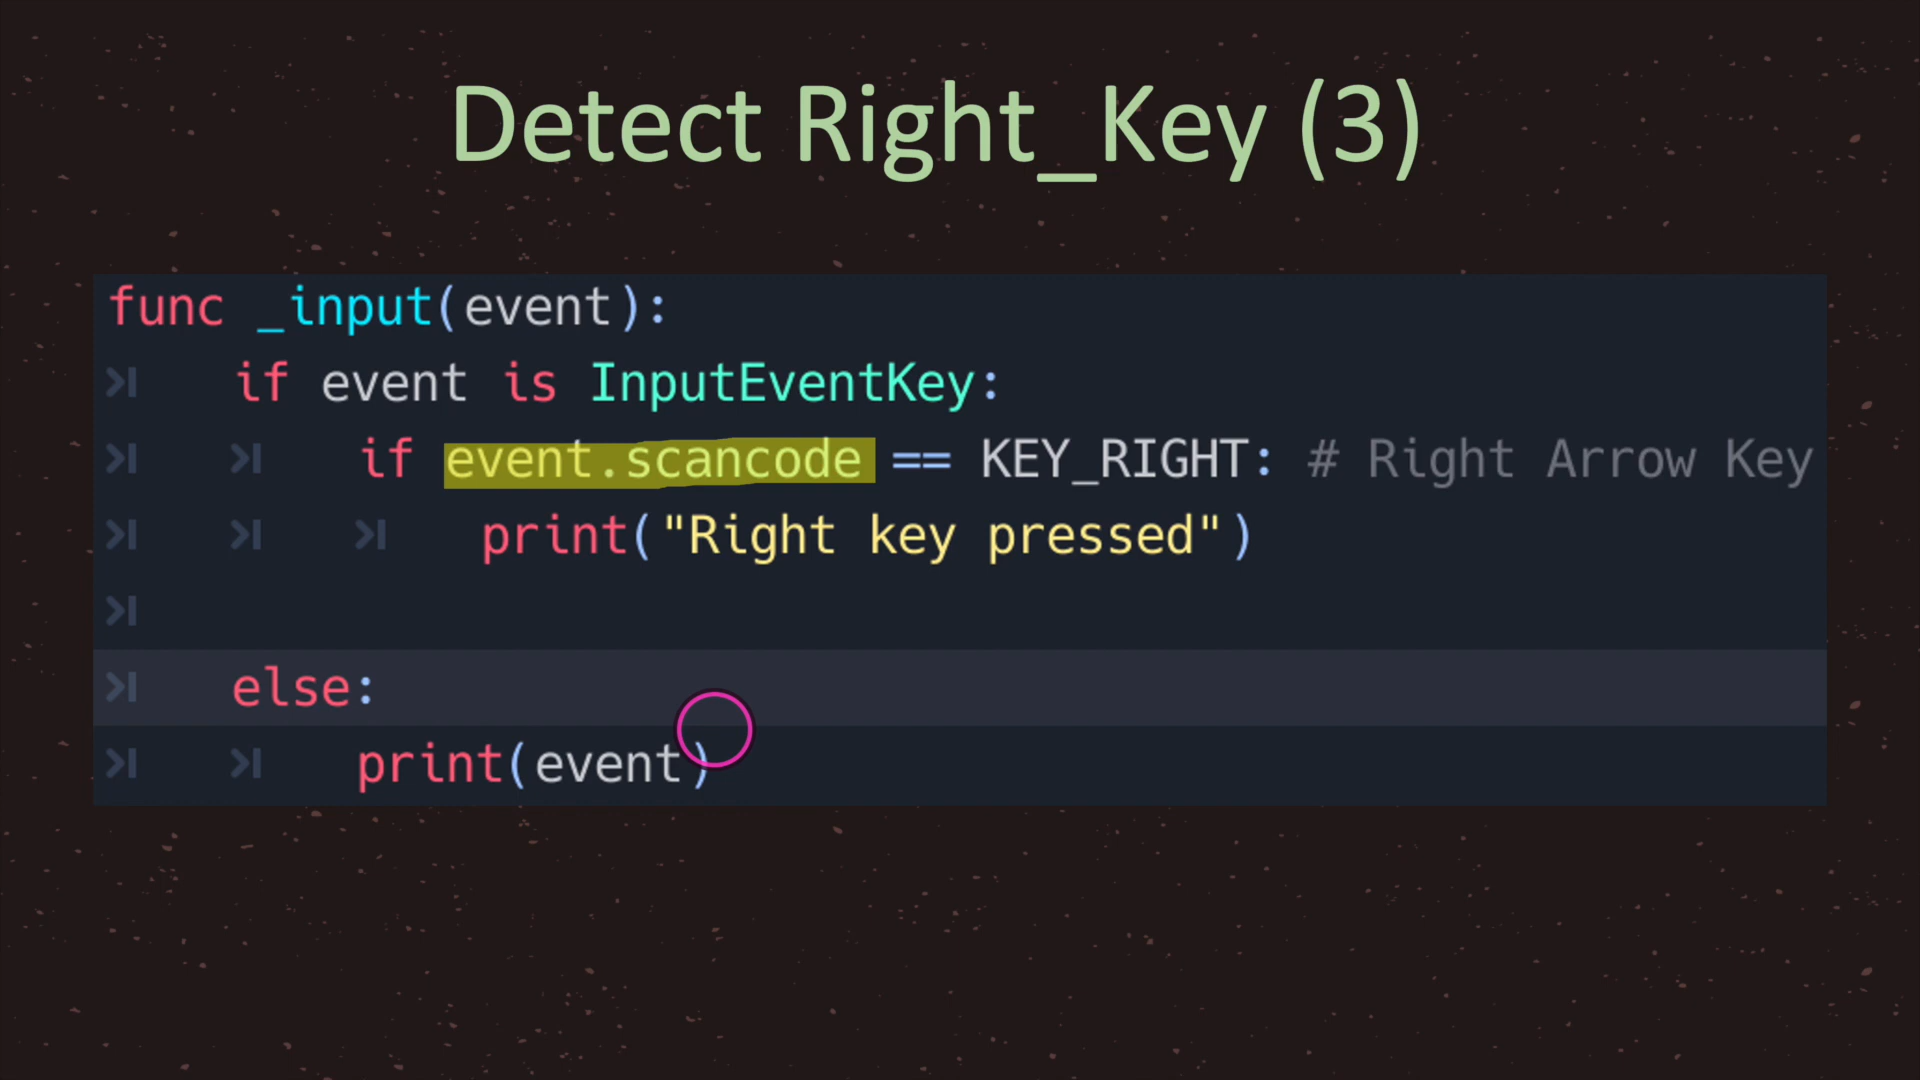 Detect Right_Key (3)
func _input(event):
if event is InputEventKey:
if event.scancode == KEY_RIGHT: # Right Arrow Key
print("Right key pressed")
else:
print(event)